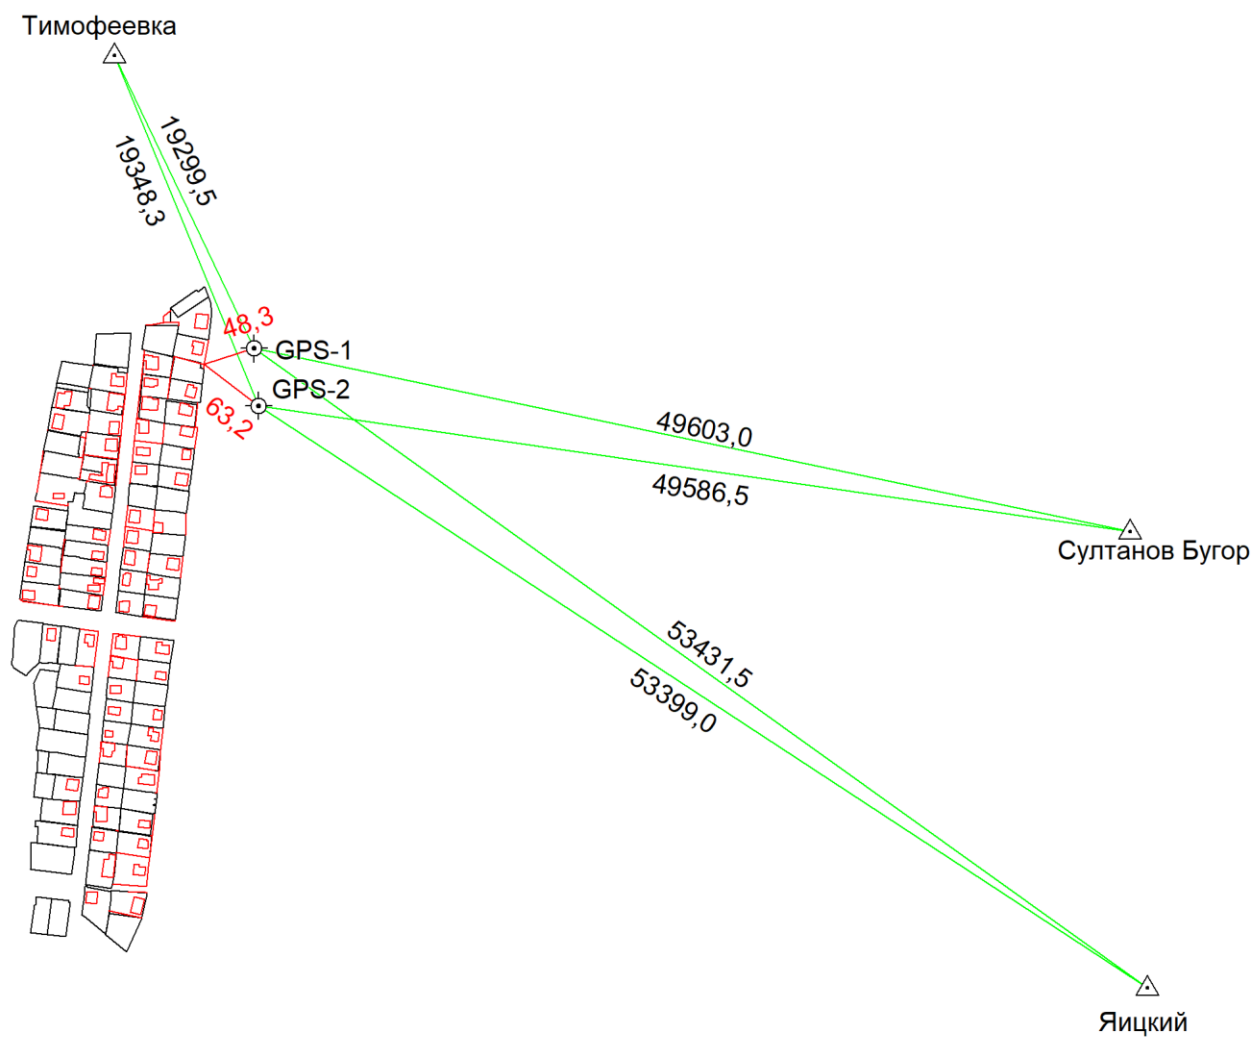 Тимофеевка
19299,5
19348,3
48,3
GPS-1
GPS-2
63,2
49603,0
49586,5
Султанов Бугор
53431,5
53399,0
Яицкий